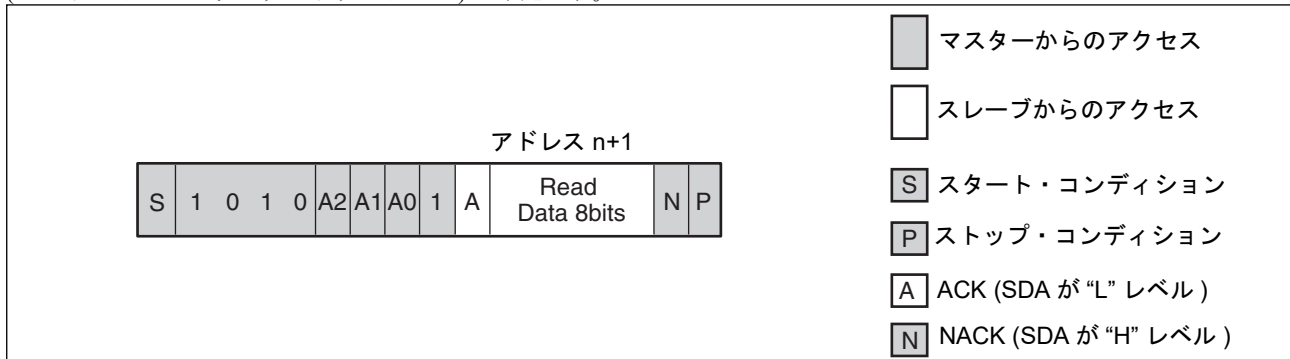 アドレス n+1
S 1 0 1 0 A2 A1 A0 1 A Read Data 8bits N P
マスターからのアクセス
スレーブからのアクセス
S スタート・コンディション
P ストップ・コンディション
A ACK (SDA が “L” レベル )
N NACK (SDA が “H” レベル )